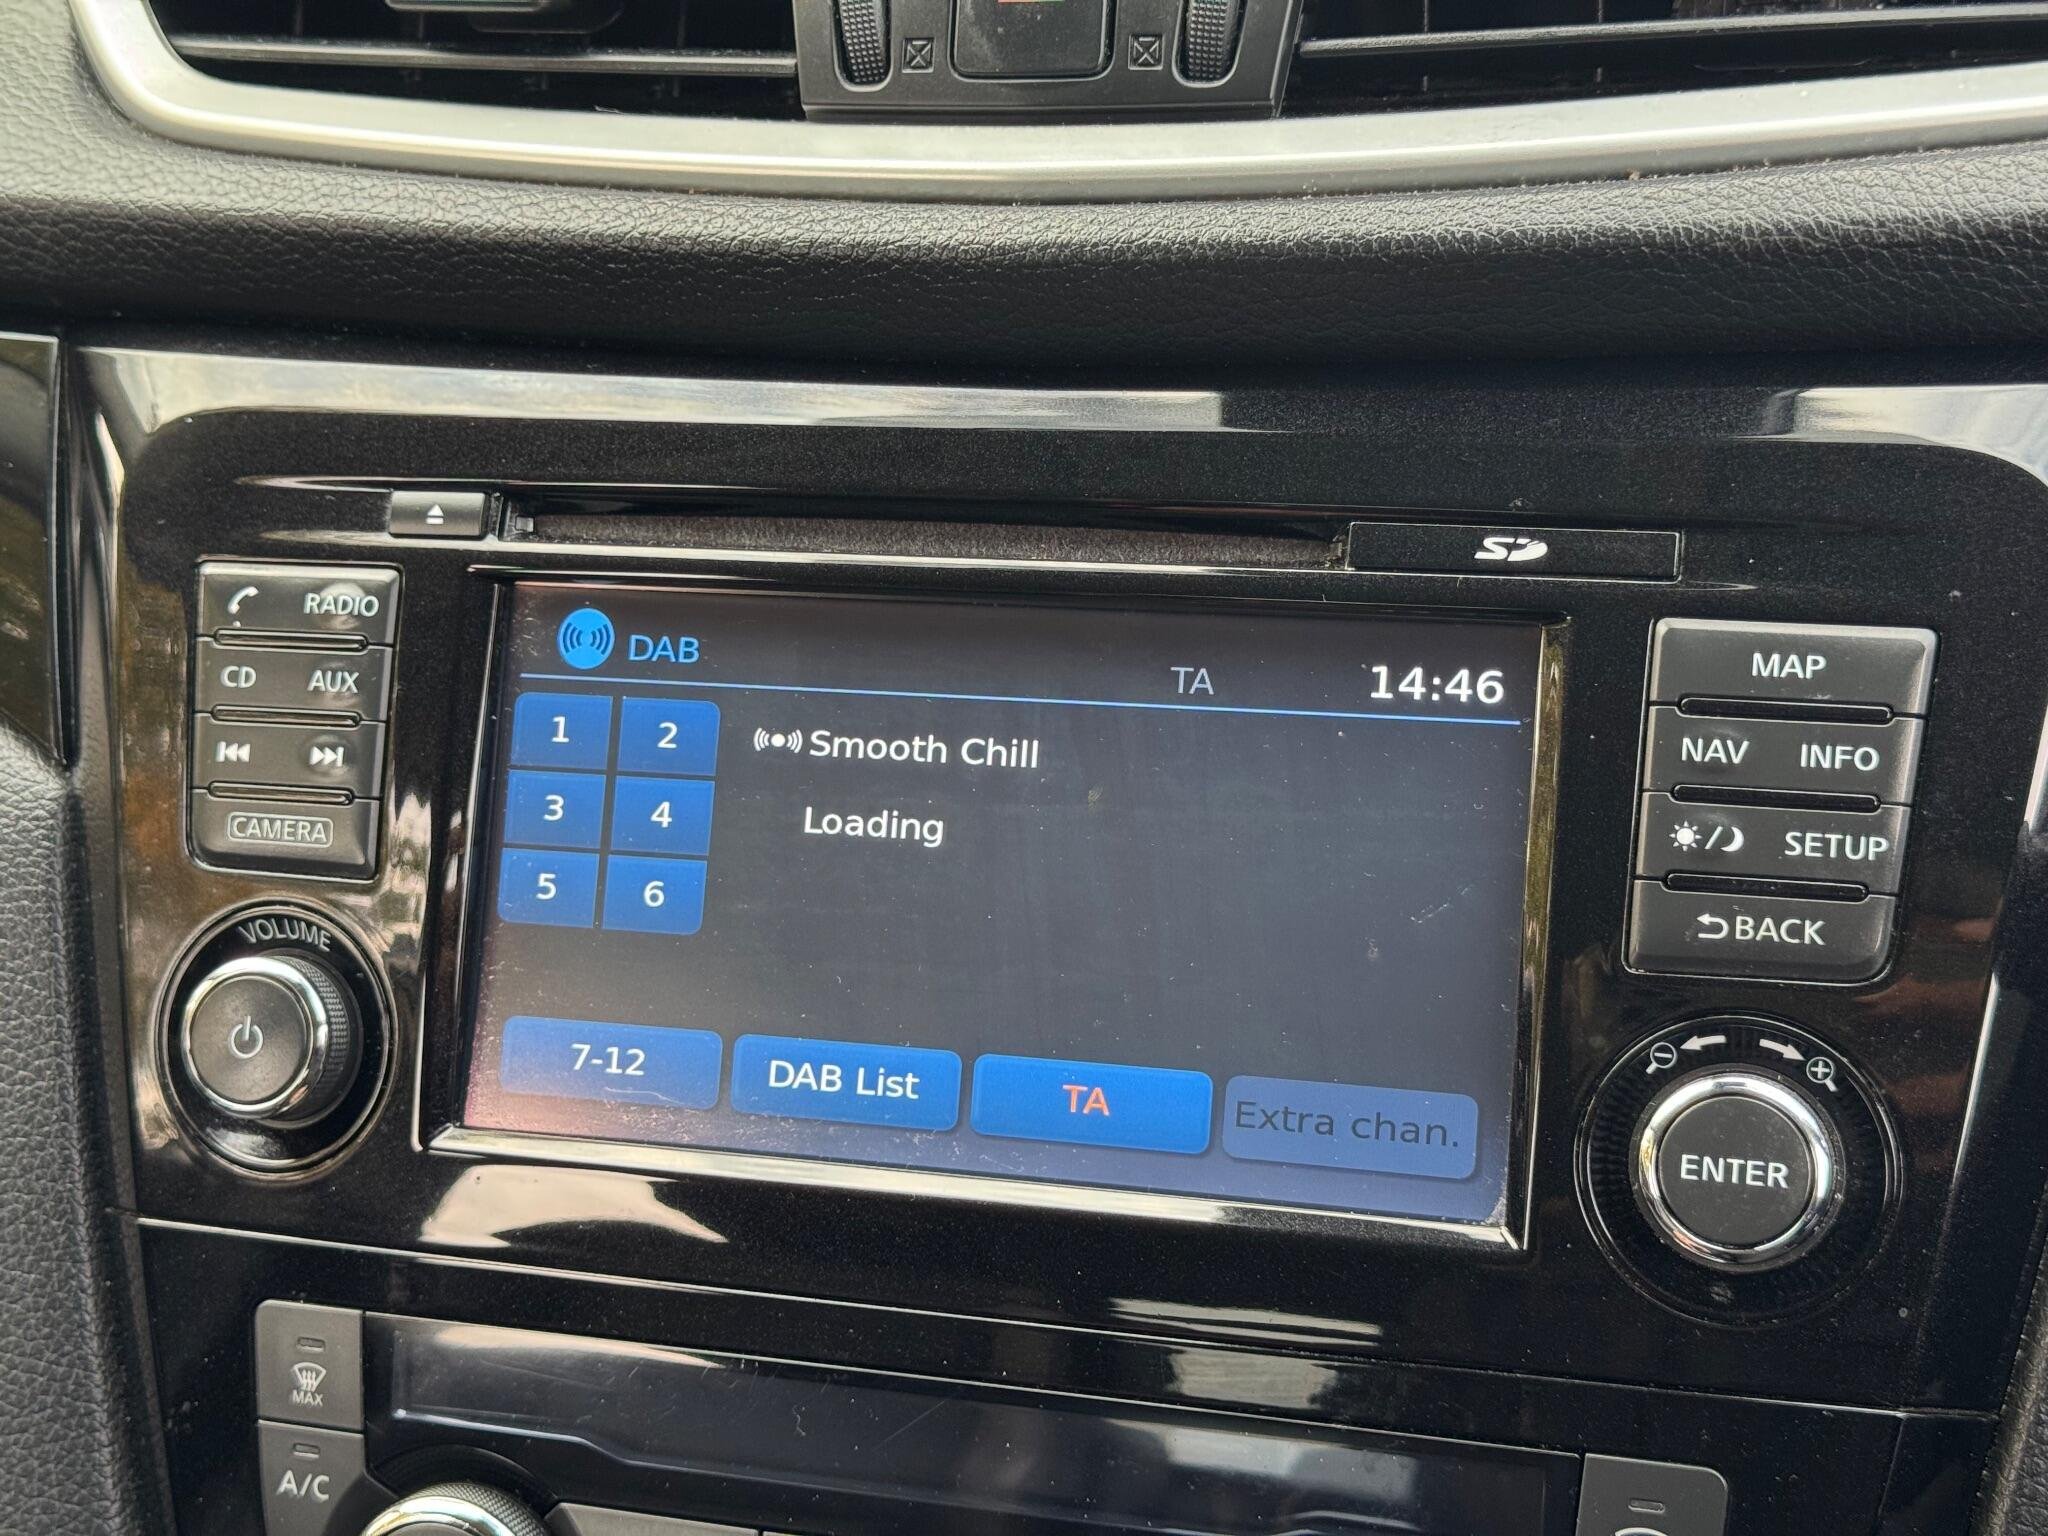 SD
RADIO
CD AUX
CAMERA
VOLUME
DAB
TA
14:46
1 2
3 4
5 6
Smooth Chill
Loading
7-12
DAB List
TA
Extra chan.
MAP
NAV INFO
SETUP
BACK
ENTER
MAX
A/C